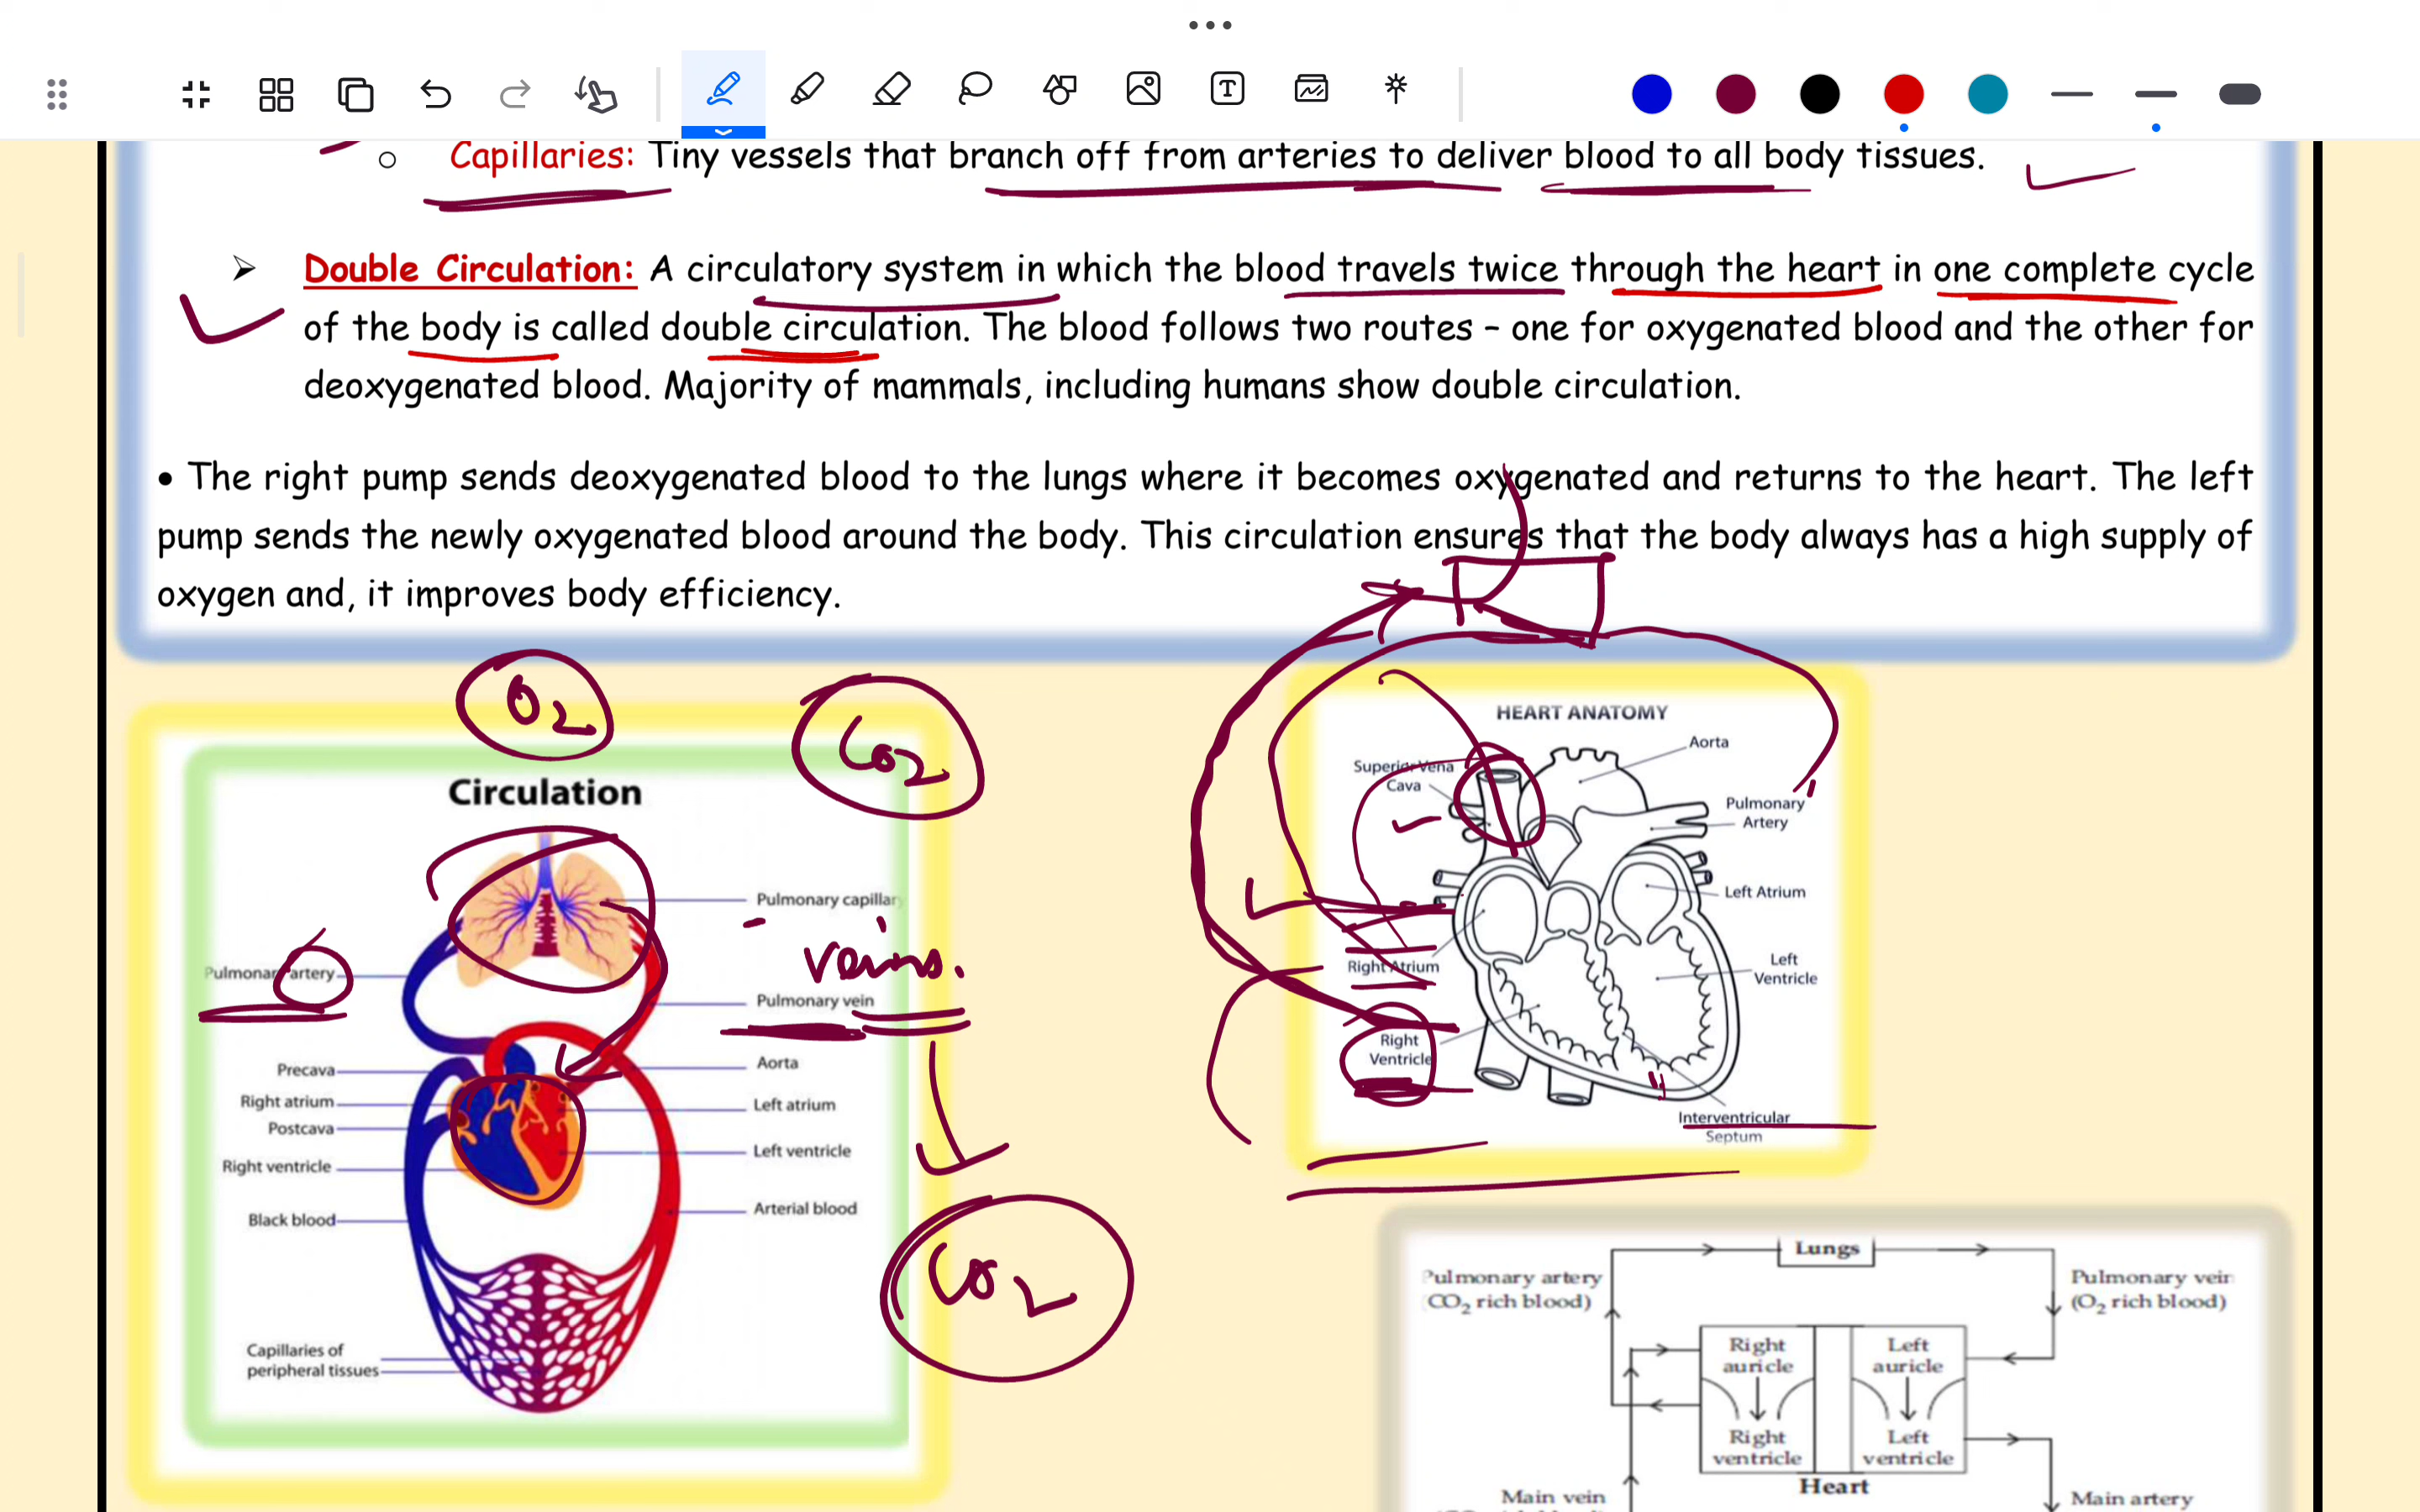 Capillaries: Tiny vessels that branch off from arteries to deliver blood to all body tissues.
Double Circulation: A circulatory system in which the blood travels twice through the heart in one complete cycle
of the body is called double circulation. The blood follows two routes – one for oxygenated blood and the other for
deoxygenated blood. Majority of mammals, including humans show double circulation.
• The right pump sends deoxygenated blood to the lungs where it becomes oxygenated and returns to the heart. The left
pump sends the newly oxygenated blood around the body. This circulation ensures that the body always has a high supply of
oxygen and, it improves body efficiency.
O2
CO2
Circulation
Pulmonary capillary
veins.
Pulmonary artery
Pulmonary vein
Precava
Aorta
Right atrium
Left atrium
Postcava
Left ventricle
Right ventricle
Arterial blood
Black blood
CO2
Capillaries of
peripheral tissues
HEART ANATOMY
Aorta
Superior Vena
Cava
Pulmonary
Artery
Left Atrium
Right Atrium
Left
Ventricle
Right
Ventricle
Interventricular
Septum
Lungs
Pulmonary artery
(CO2 rich blood)
Pulmonary vein
(O2 rich blood)
Right
auricle
Left
auricle
Right
ventricle
Left
ventricle
Heart
Main vein
Main artery